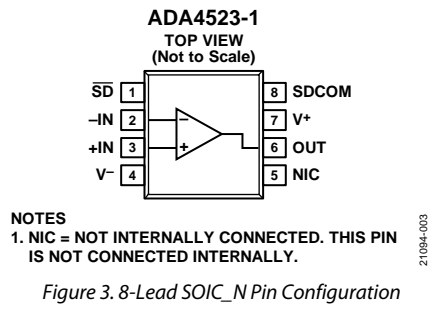 ADA4523-1
TOP VIEW
(Not to Scale)
SD 1
–IN 2
+IN 3
V– 4
8 SDCOM
7 V+
6 OUT
5 NIC
–
+
NOTES
1. NIC = NOT INTERNALLY CONNECTED. THIS PIN
IS NOT CONNECTED INTERNALLY.
21094-003
Figure 3. 8-Lead SOIC_N Pin Configuration